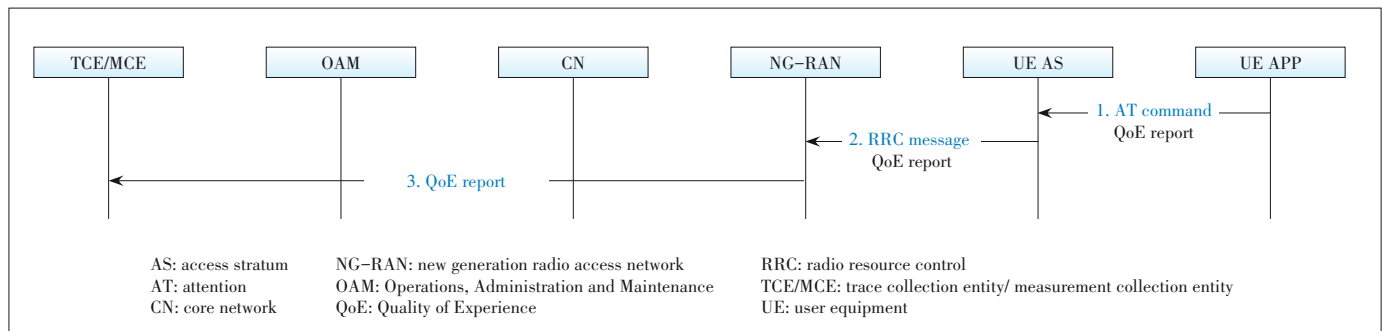 TCE/MCE OAM CN NG-RAN UE AS UE APP
1. AT command
QoE report
2. RRC message
QoE report
3. QoE report
AS: access stratum NG-RAN: new generation radio access network RRC: radio resource control
AT: attention OAM: Operations, Administration and Maintenance TCE/MCE: trace collection entity/ measurement collection entity
CN: core network QoE: Quality of Experience UE: user equipment